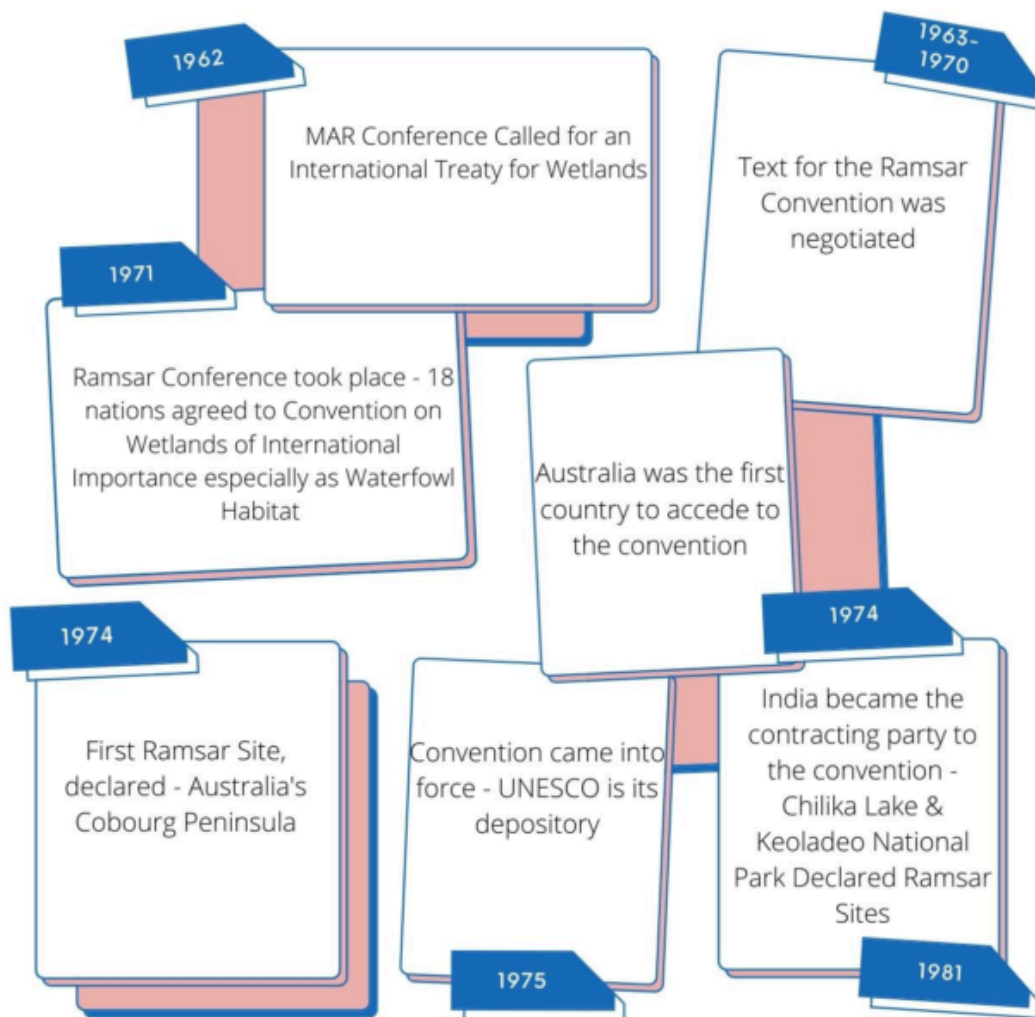 1962
MAR Conference Called for an
International Treaty for Wetlands
1963-
1970
Text for the Ramsar
Convention was
negotiated
1971
Ramsar Conference took place - 18
nations agreed to Convention on
Wetlands of International
Importance especially as Waterfowl
Habitat
Australia was the first
country to accede to
the convention
1974
1974
First Ramsar Site,
declared - Australia's
Cobourg Peninsula
Convention came into
force - UNESCO is its
depository
1975
India became the
contracting party to
the convention -
Chilika Lake &
Keoladeo National
Park Declared Ramsar
Sites
1981